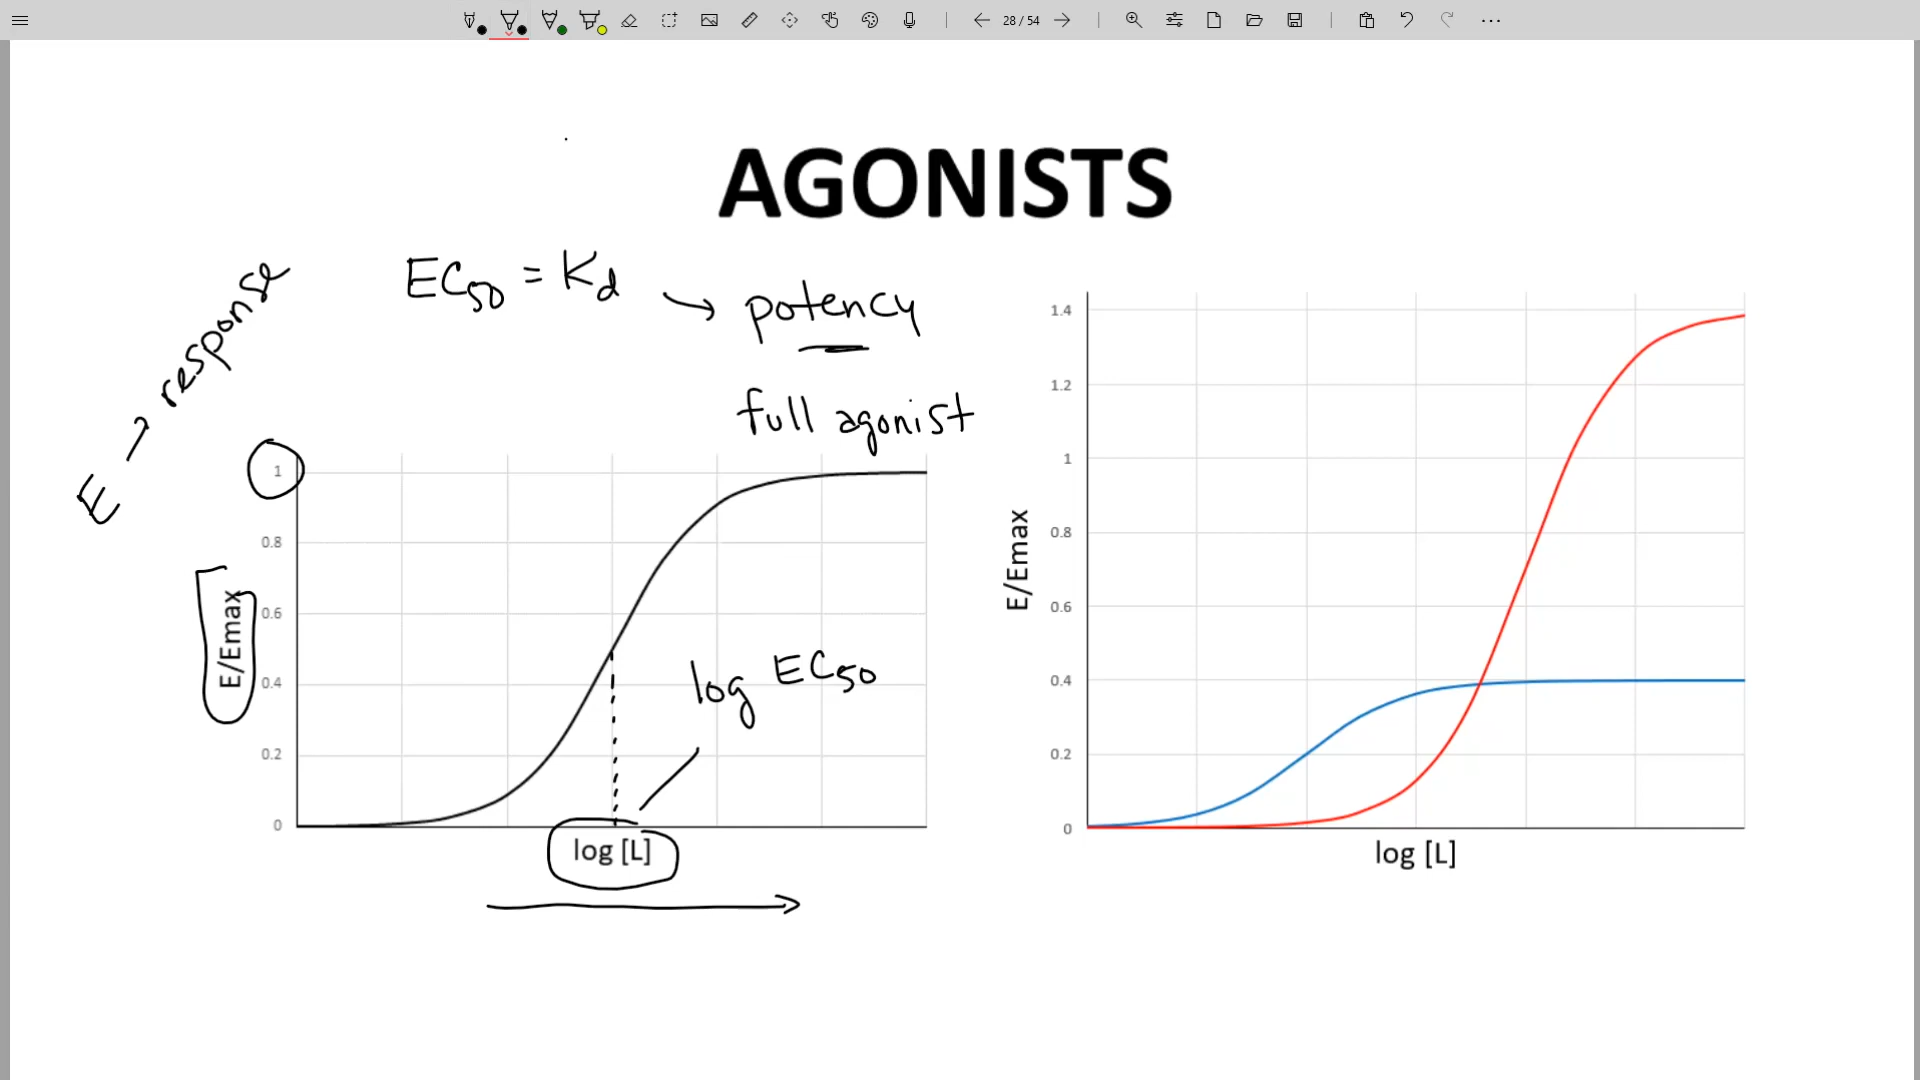 28 / 54
AGONISTS
EC50 = Kd → potency
E → response
full agonist
1
0.8
0.6
0.4
0.2
0
E/Emax
log EC50
log [L]
1.4
1.2
1
0.8
0.6
0.4
0.2
0
E/Emax
log [L]